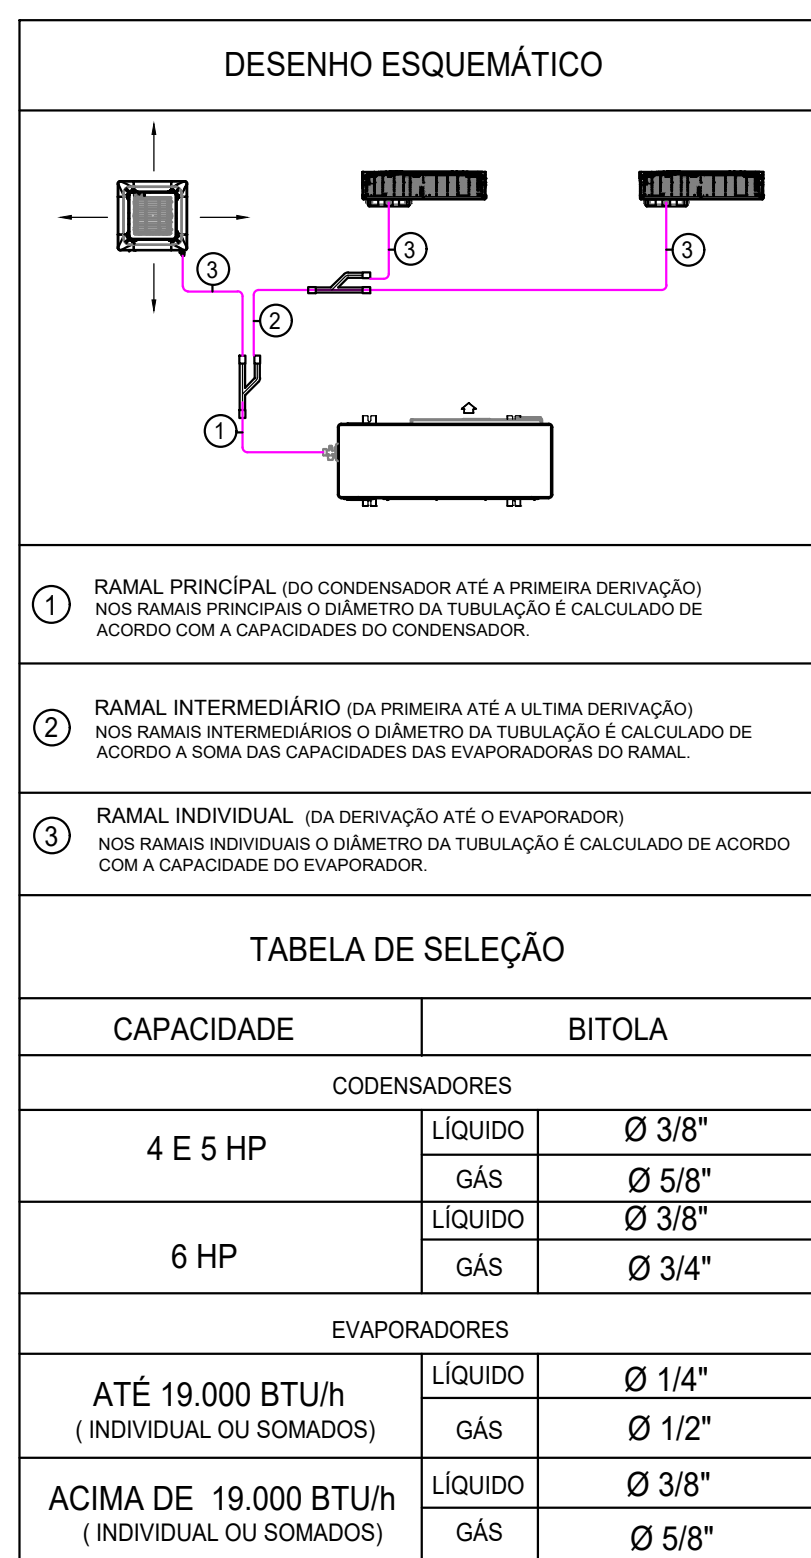 DESENHO ESQUEMÁTICO
3
3
3
2
1
1
RAMAL PRINCÍPAL (DO CONDENSADOR ATÉ A PRIMEIRA DERIVAÇÃO)
NOS RAMAIS PRINCIPAIS O DIÂMETRO DA TUBULAÇÃO É CALCULADO DE
ACORDO COM A CAPACIDADES DO CONDENSADOR.
2
RAMAL INTERMEDIÁRIO (DA PRIMEIRA ATÉ A ULTIMA DERIVAÇÃO)
NOS RAMAIS INTERMEDIÁRIOS O DIÂMETRO DA TUBULAÇÃO É CALCULADO DE
ACORDO A SOMA DAS CAPACIDADES DAS EVAPORADORAS DO RAMAL.
3
RAMAL INDIVIDUAL (DA DERIVAÇÃO ATÉ O EVAPORADOR)
NOS RAMAIS INDIVIDUAIS O DIÂMETRO DA TUBULAÇÃO É CALCULADO DE ACORDO
COM A CAPACIDADE DO EVAPORADOR.
TABELA DE SELEÇÃO
CAPACIDADE BITOLA
CODENSADORES
4 E 5 HP
LÍQUIDO Ø 3/8"
GÁS Ø 5/8"
6 HP
LÍQUIDO Ø 3/8"
GÁS Ø 3/4"
EVAPORADORES
ATÉ 19.000 BTU/h
( INDIVIDUAL OU SOMADOS)
LÍQUIDO Ø 1/4"
GÁS Ø 1/2"
ACIMA DE 19.000 BTU/h
( INDIVIDUAL OU SOMADOS)
LÍQUIDO Ø 3/8"
GÁS Ø 5/8"